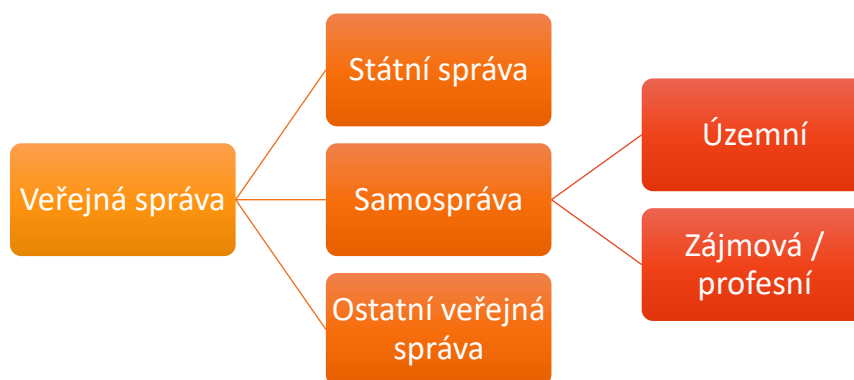 Veřejná správa
Státní správa
Samospráva
Ostatní veřejná
správa
Územní
Zájmová /
profesní